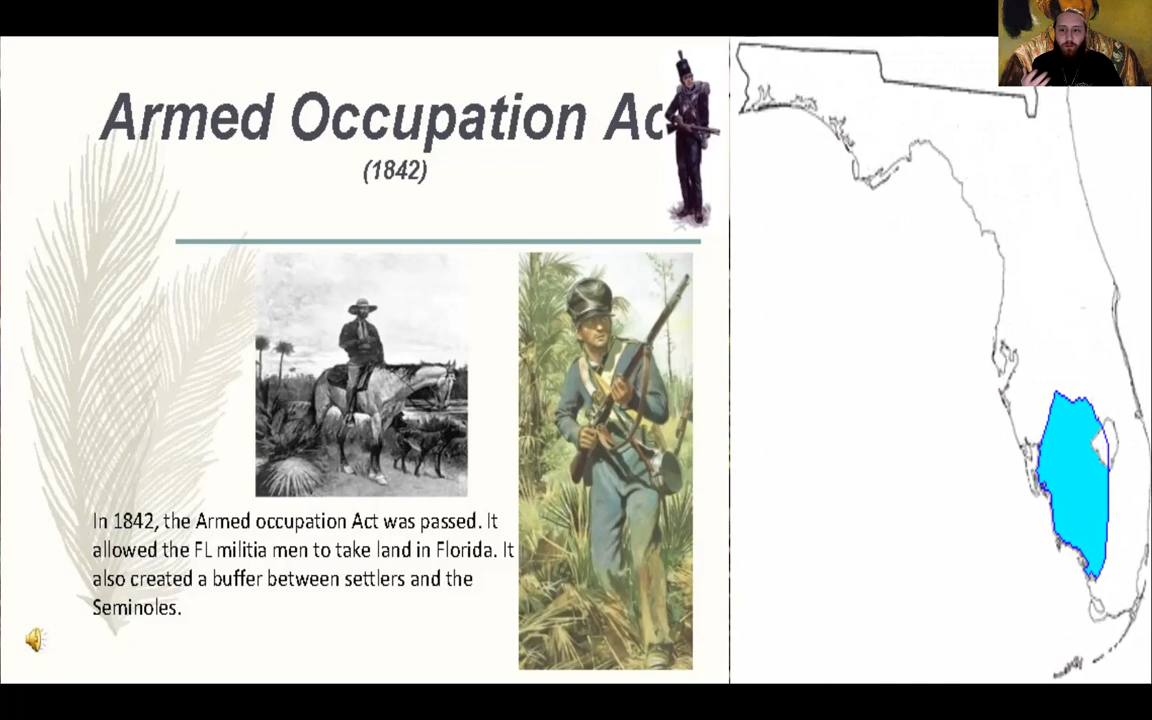 Armed Occupation Ac
(1842)
In 1842, the Armed occupation Act was passed. It
allowed the FL militia men to take land in Florida. It
also created a buffer between settlers and the
Seminoles.